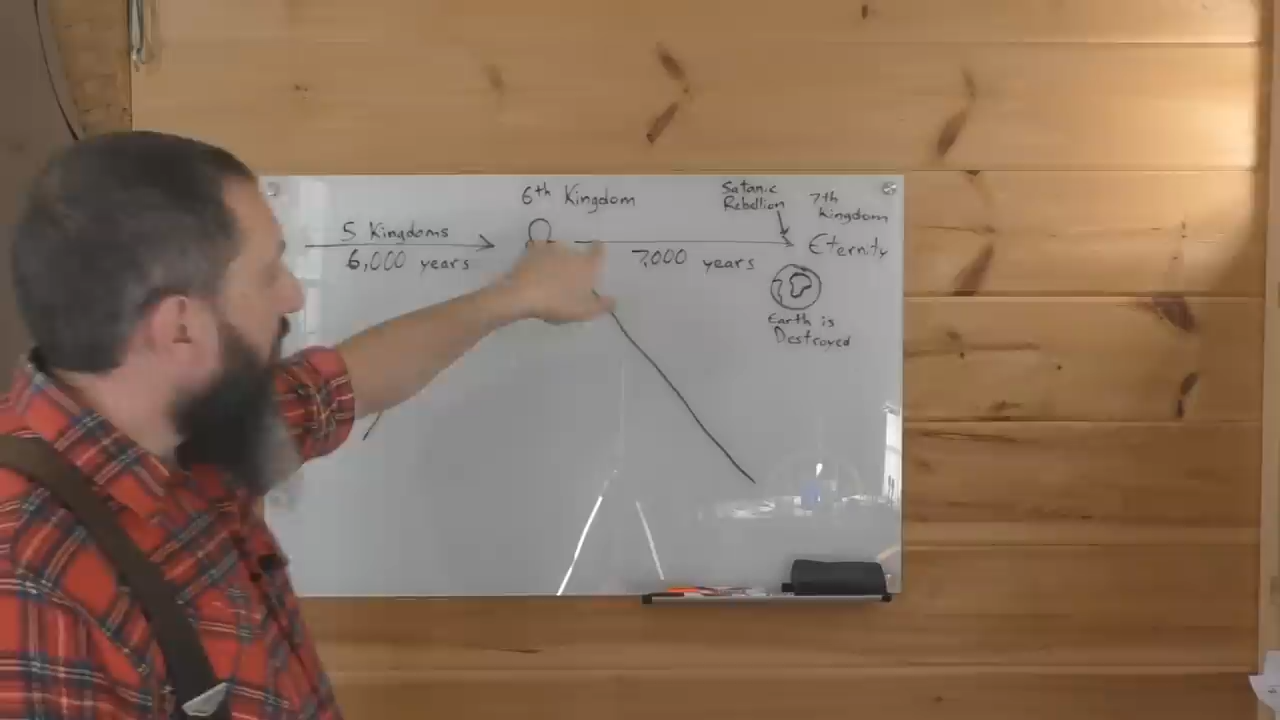 5 Kingdoms
6,000 years
6th Kingdom
7,000 years
Satanic
Rebellion
7th
Kingdom
Eternity
Earth is
Destroyed